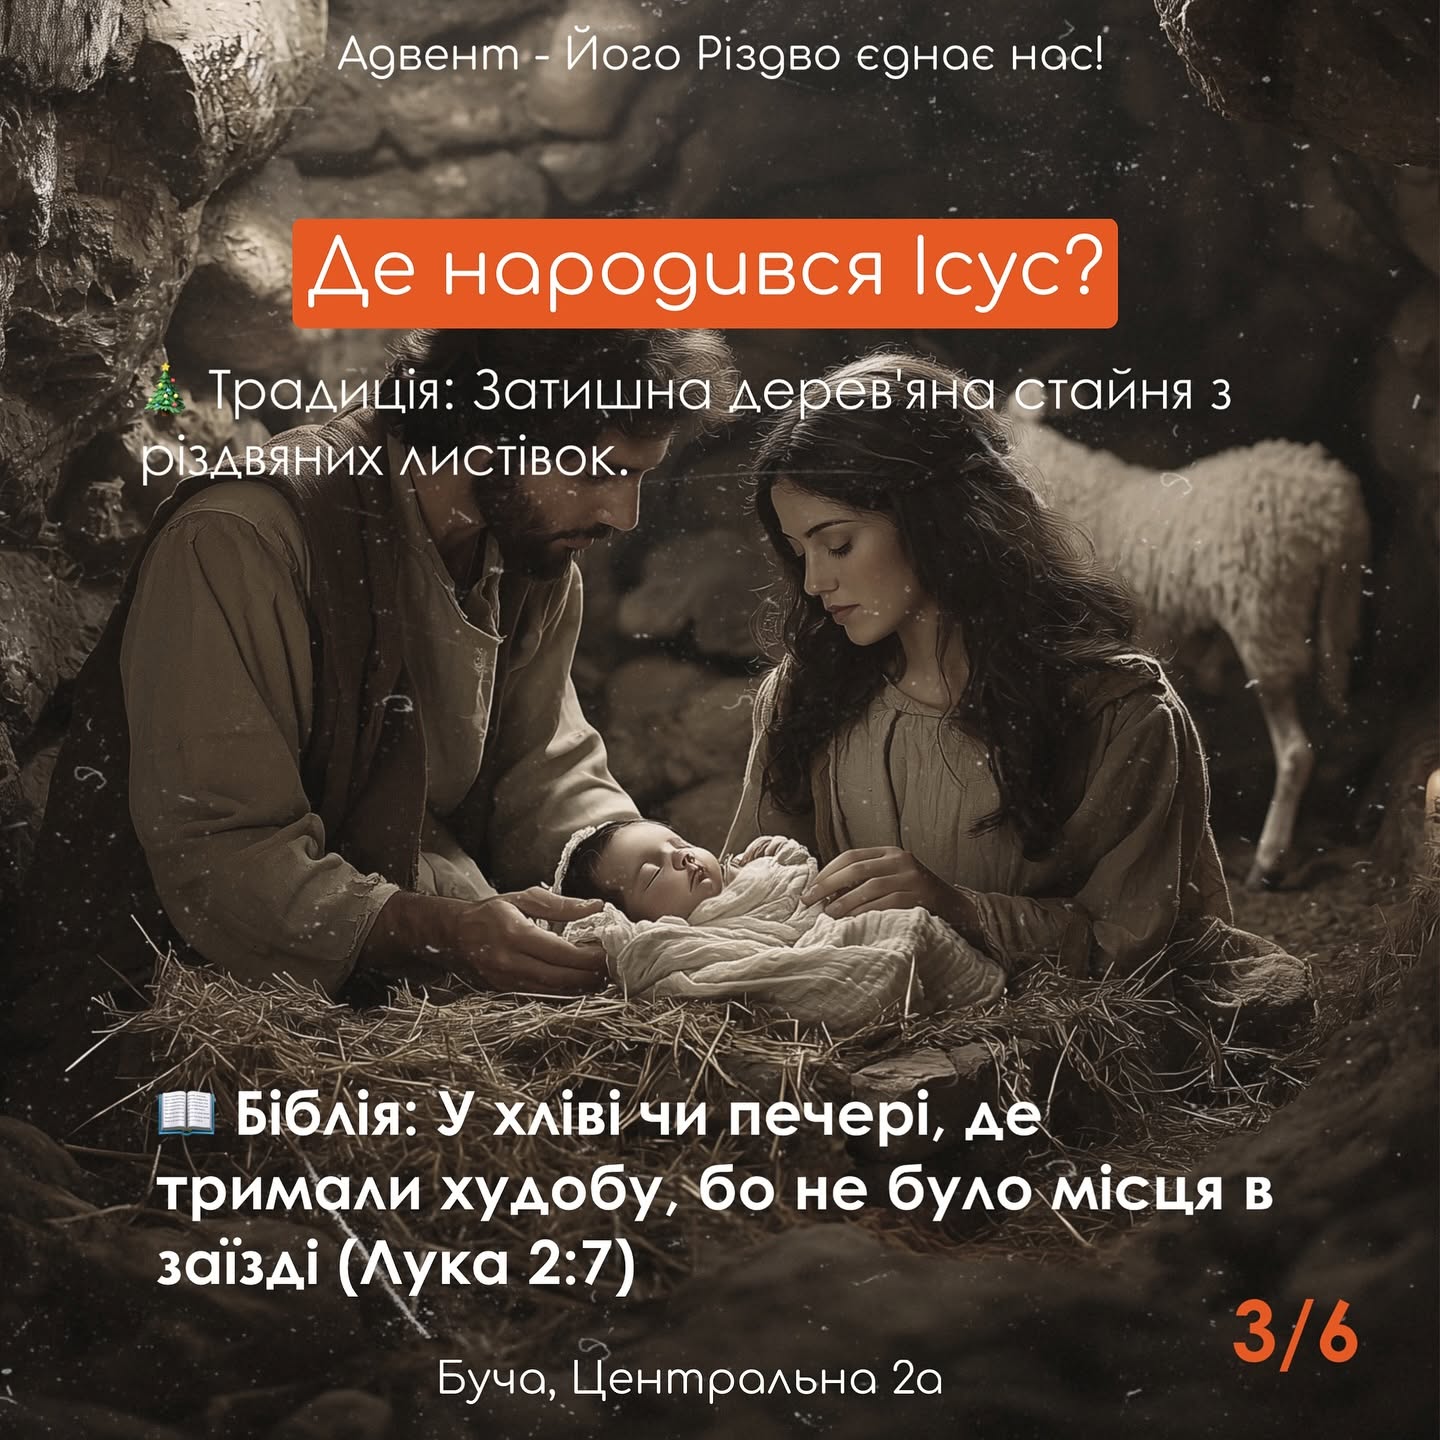 Адвент - Його Різдво єднає нас!
Де народився Ісус?
🎄 Традиція: Затишна дерев'яна стайня з
різдвяних листівок.
📖 Біблія: У хліві чи печері, де
тримали худобу, бо не було місця в
заїзді (Лука 2:7)
3/6
Буча, Центральна 2а